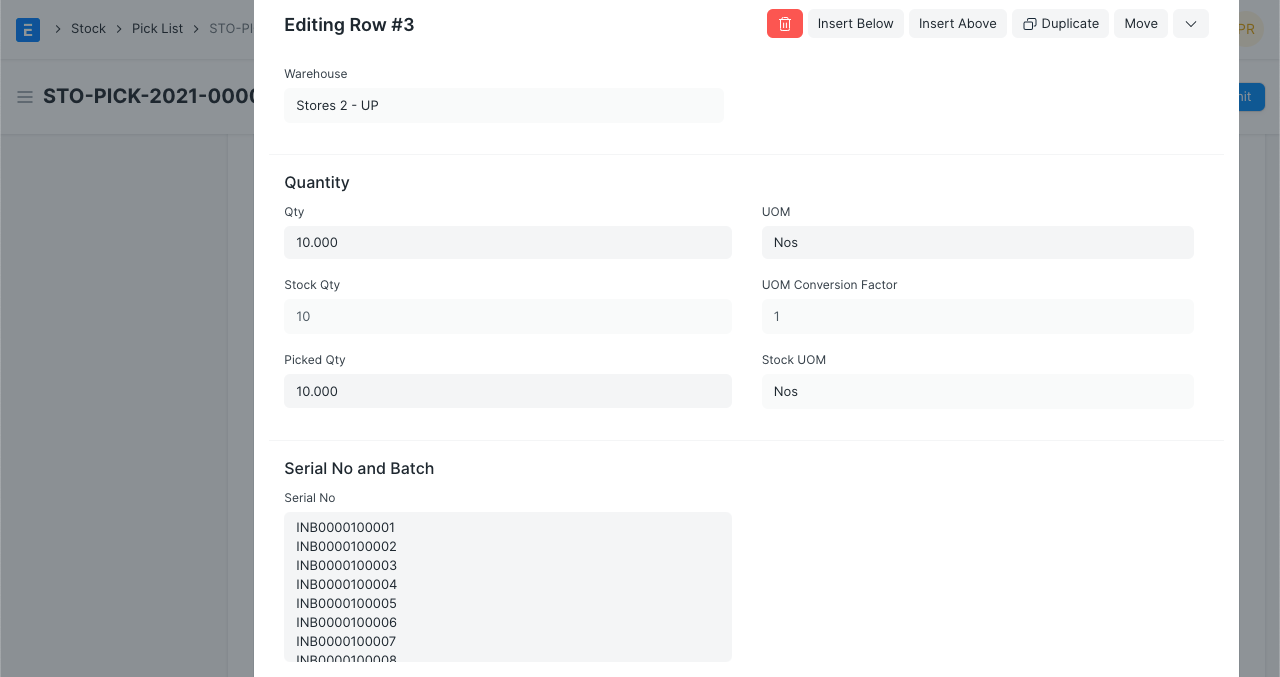 Editing Row #3
Insert Below
Insert Above
Duplicate
Move
E
Stock
Pick List
STO-PI
PR
STO-PICK-2021-0000
Warehouse
Stores 2 - UP
Quantity
Qty
UOM
10.000
Nos
Stock Qty
UOM Conversion Factor
10
1
Picked Qty
Stock UOM
10.000
Nos
Serial No and Batch
Serial No
INB0000100001
INB0000100002
INB0000100003
INB0000100004
INB0000100005
INB0000100006
INB0000100007
INB0000100008